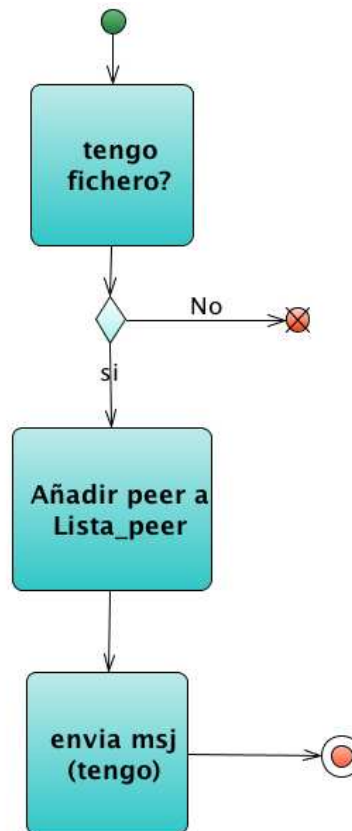 tengo
fichero?
No
si
Añadir peer a
Lista_peer
envia msj
(tengo)